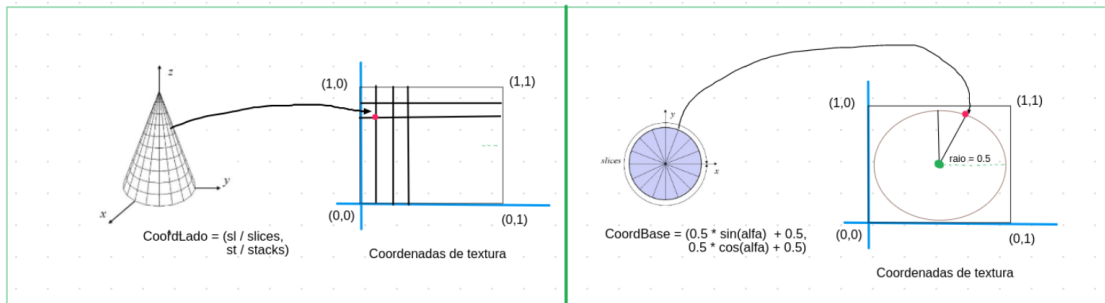 z
(1,0)
(1,1)
y
x
(0,0)
(0,1)
CoordLado = (sl / slices,
st / stacks)
Coordenadas de textura
y
slices
x
(1,0)
(1,1)
raio = 0.5
(0,0)
(0,1)
CoordBase = (0.5 * sin(alfa) + 0.5,
0.5 * cos(alfa) + 0.5)
Coordenadas de textura